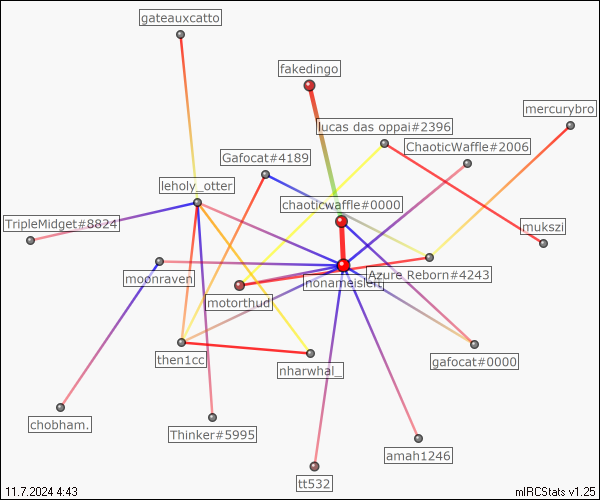 gateauxcatto
fakedingo
mercurybro
lucas das oppai#2396
ChaoticWaffle#2006
Gafocat#4189
leholy_otter
chaoticwaffle#0000
TripleMidget#8824
mukszi
moonraven
nonameisleft
Azure_Reborn#4243
motorthud
then1cc
nharwhal_
gafocat#0000
chobham.
Thinker#5995
amah1246
tt532
11.7.2024 4:43
mIRCStats v1.25